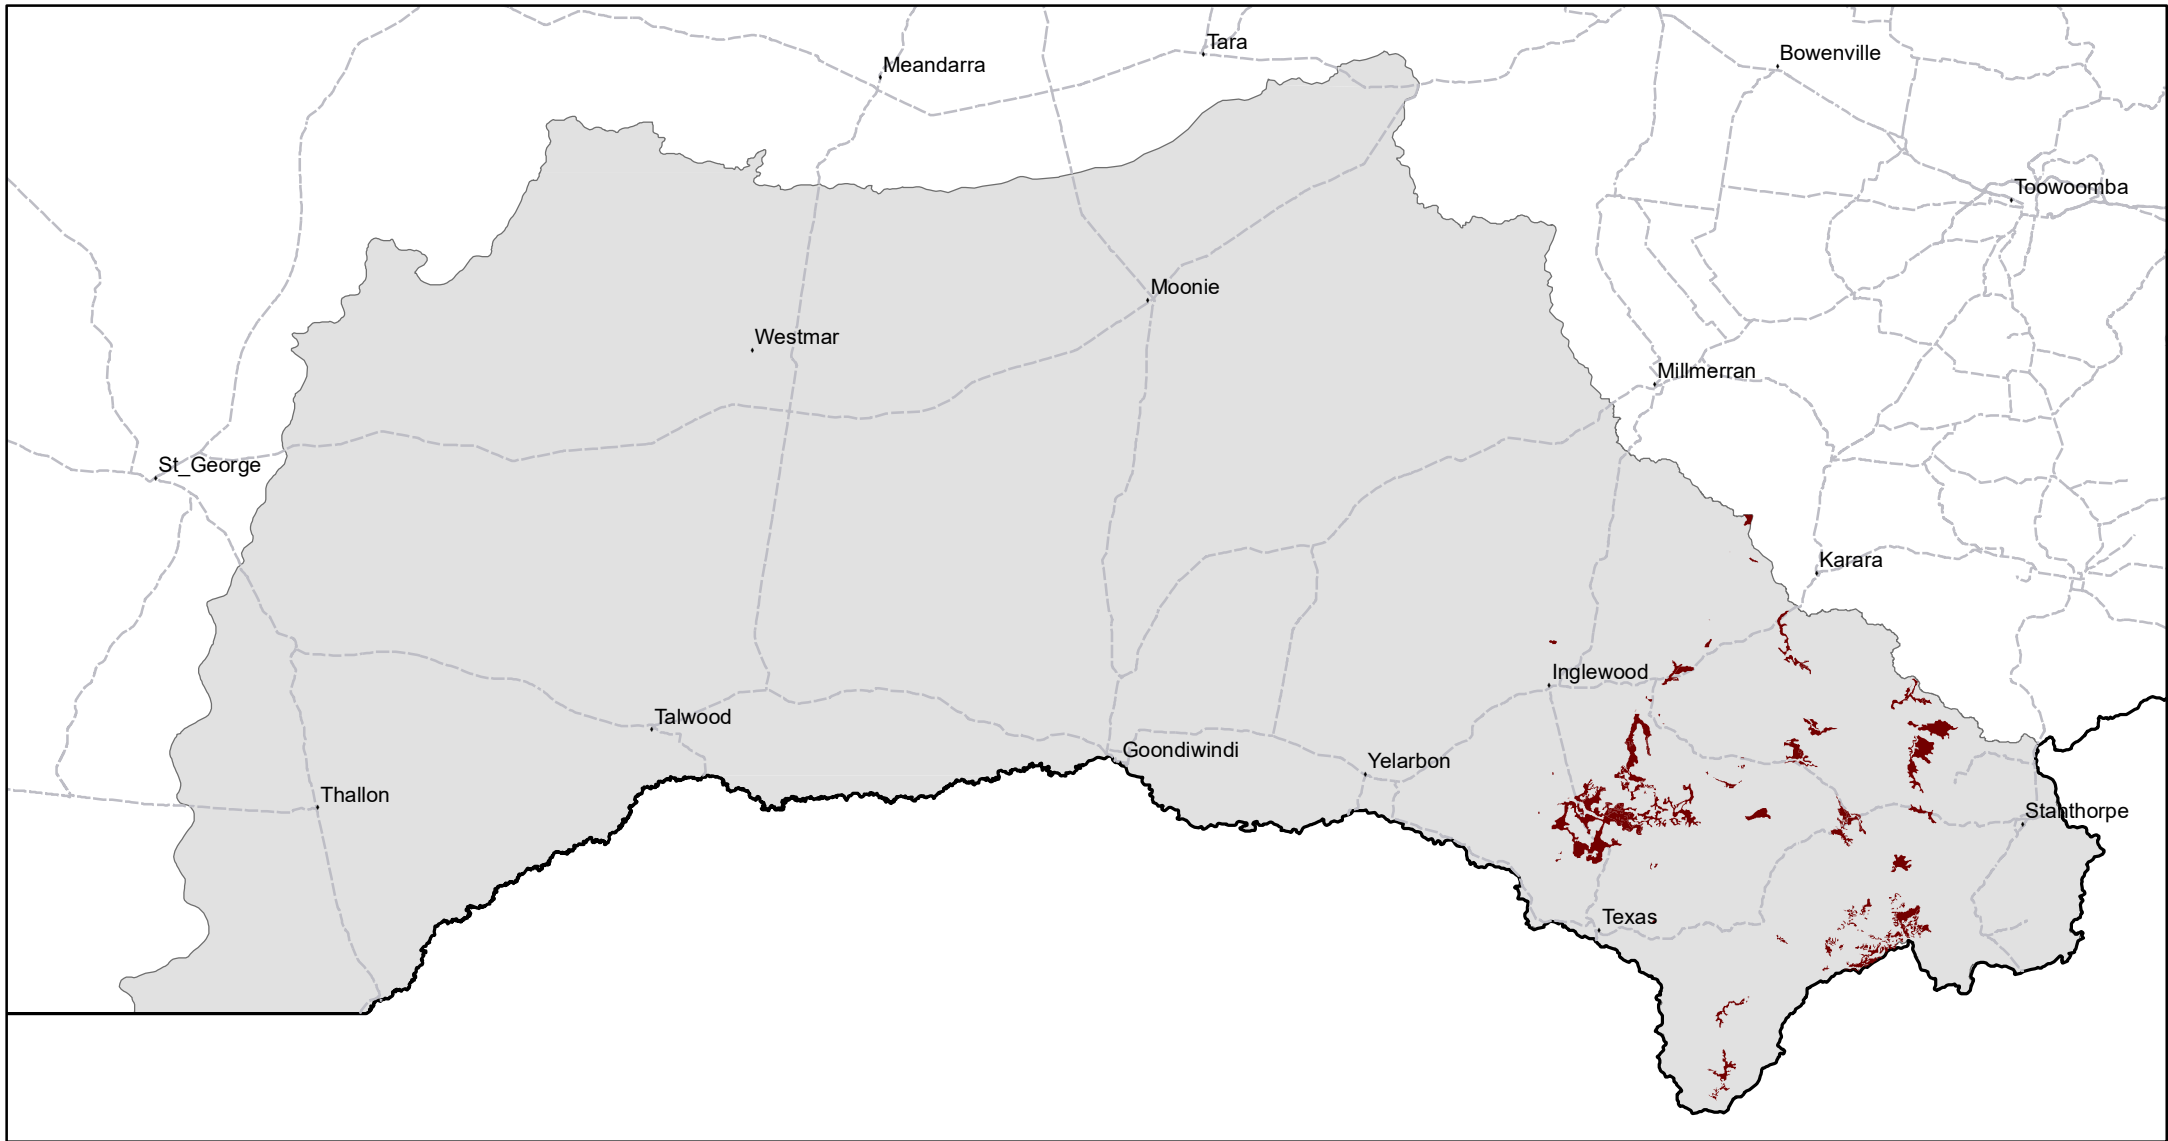 Tara
Bowenville
Meandarra
Toowoomba
Moonie
Westmar
Millmerran
St_George
Karara
Inglewood
Talwood
Goondiwindi
Yelarbon
Thallon
Stanthorpe
Texas